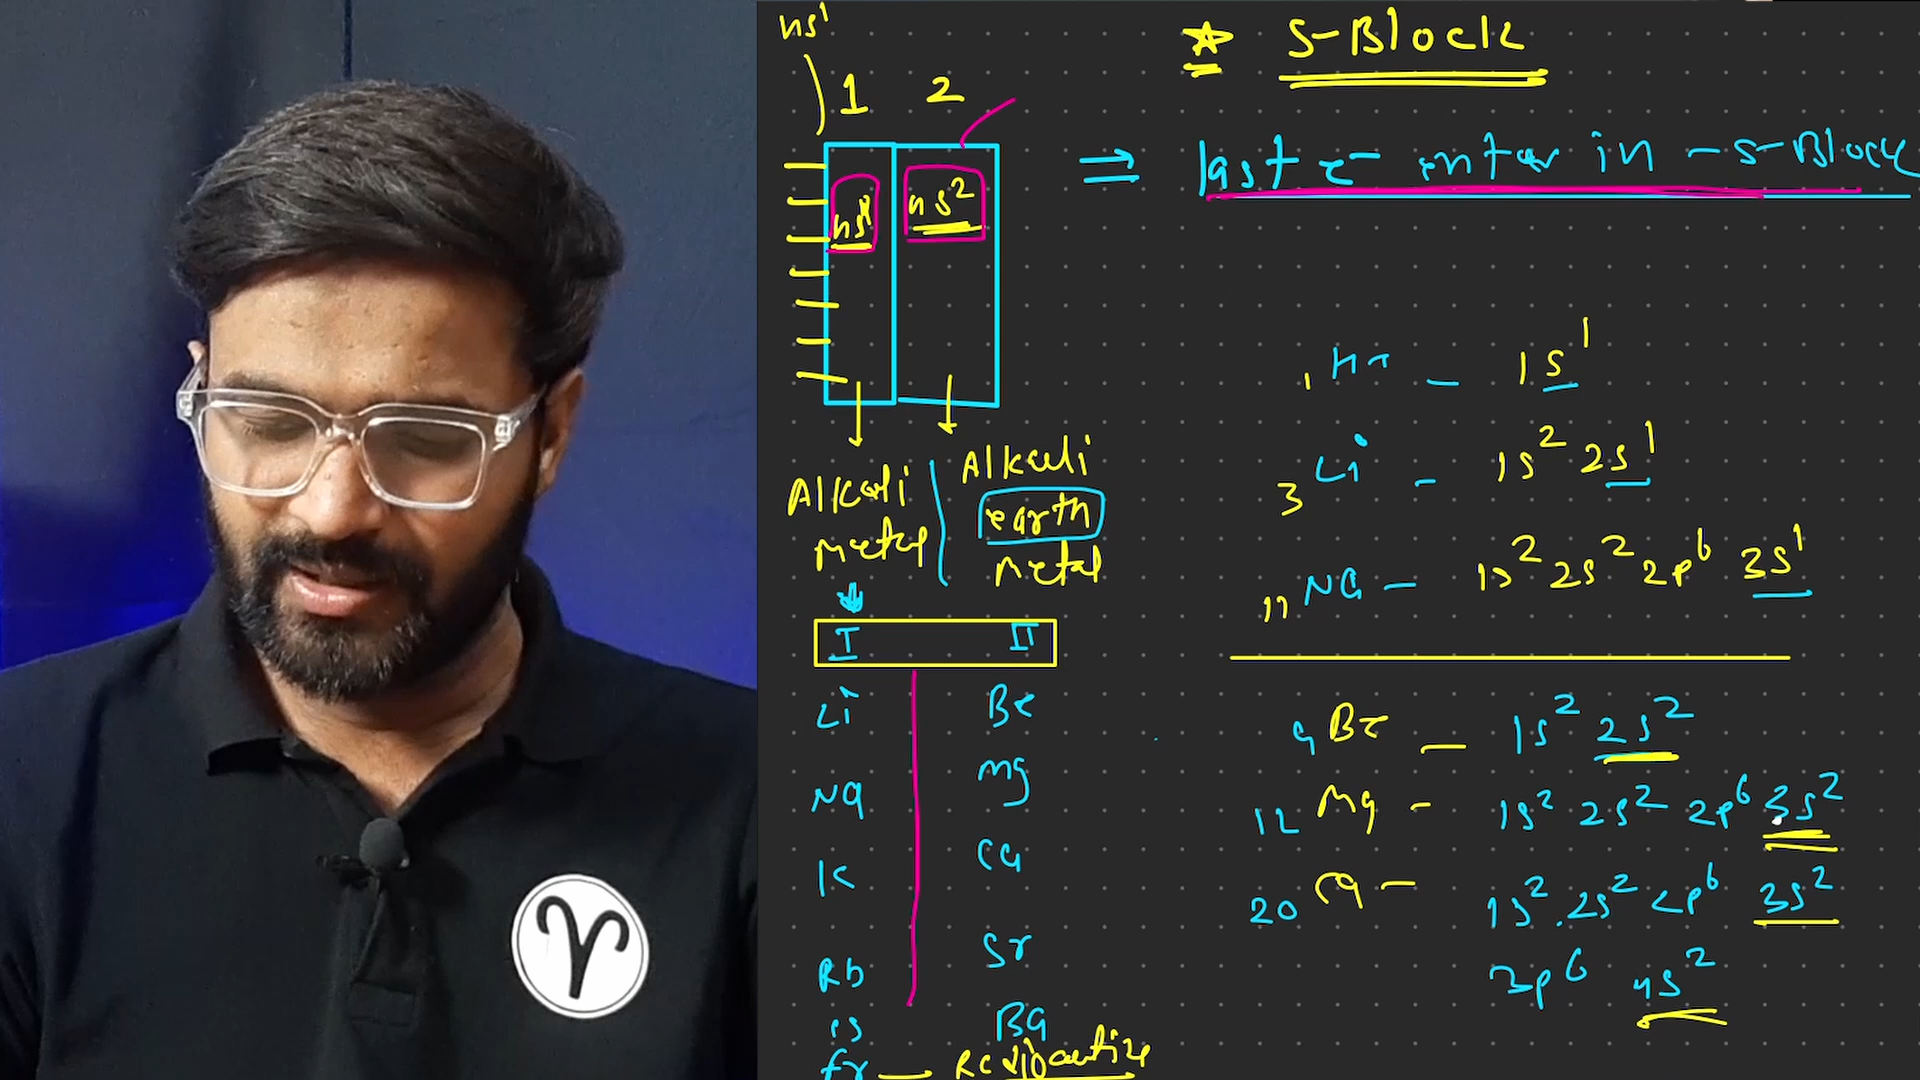 ns¹
1 2
ns¹ ns²
Alkali metal
Alkali earth metal
I II
Li Be
Na Mg
K Ca
Rb Sr
Cs Ba
Fr — Radioactive
S-Block
⇒ last e⁻ enter in - S-Block
₁H — 1s¹
₃Li - 1s² 2s¹
₁₁Na — 1s² 2s² 2p⁶ 3s¹
₄Be — 1s² 2s²
₁₂Mg - 1s² 2s² 2p⁶ 3s²
₂₀Ca — 1s² 2s² 2p⁶ 3s²
3p⁶ 4s²